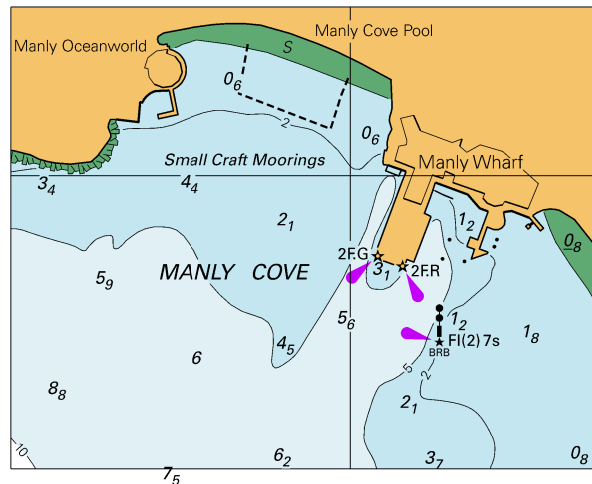 Manly Cove Pool
Manly Oceanworld
S
0₆
2
0₆
Small Craft Moorings
Manly Wharf
3₄
4₄
2₁
1₂
0₈
2F.G
3₁
2F.R
MANLY COVE
5₉
5₆
1₂
1₈
Fl(2) 7s
BRB
4₅
6
5
2
8₈
2₁
10
6₂
3₇
0₈
7₅